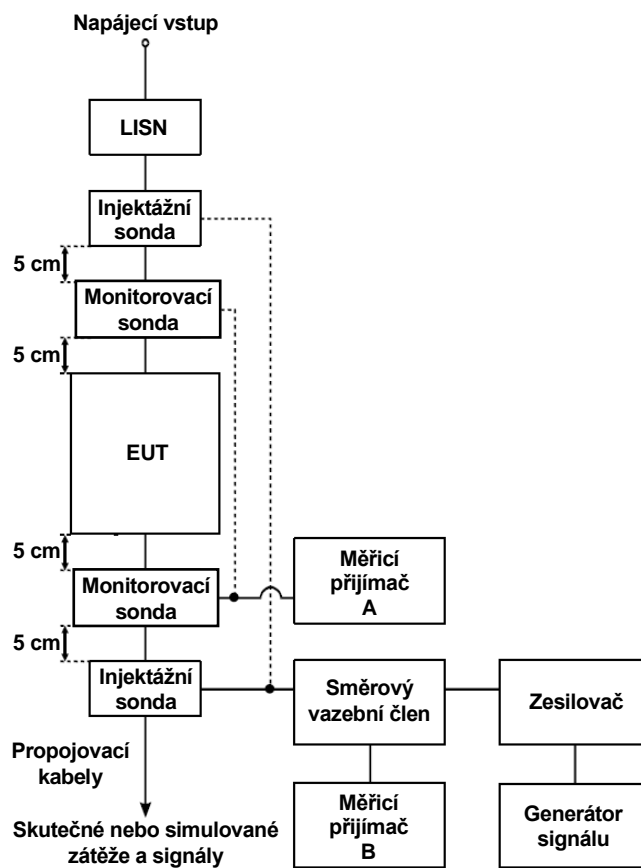 Napájecí vstup
LISN
Injektážní
sonda
5 cm
Monitorovací
sonda
5 cm
EUT
5 cm
Monitorovací
sonda
Měřicí
přijímač
A
5 cm
Injektážní
sonda
Směrový
vazební člen
Zesilovač
Propojovací
kabely
Měřicí
přijímač
B
Generátor
signálu
Skutečné nebo simulované
zátěže a signály